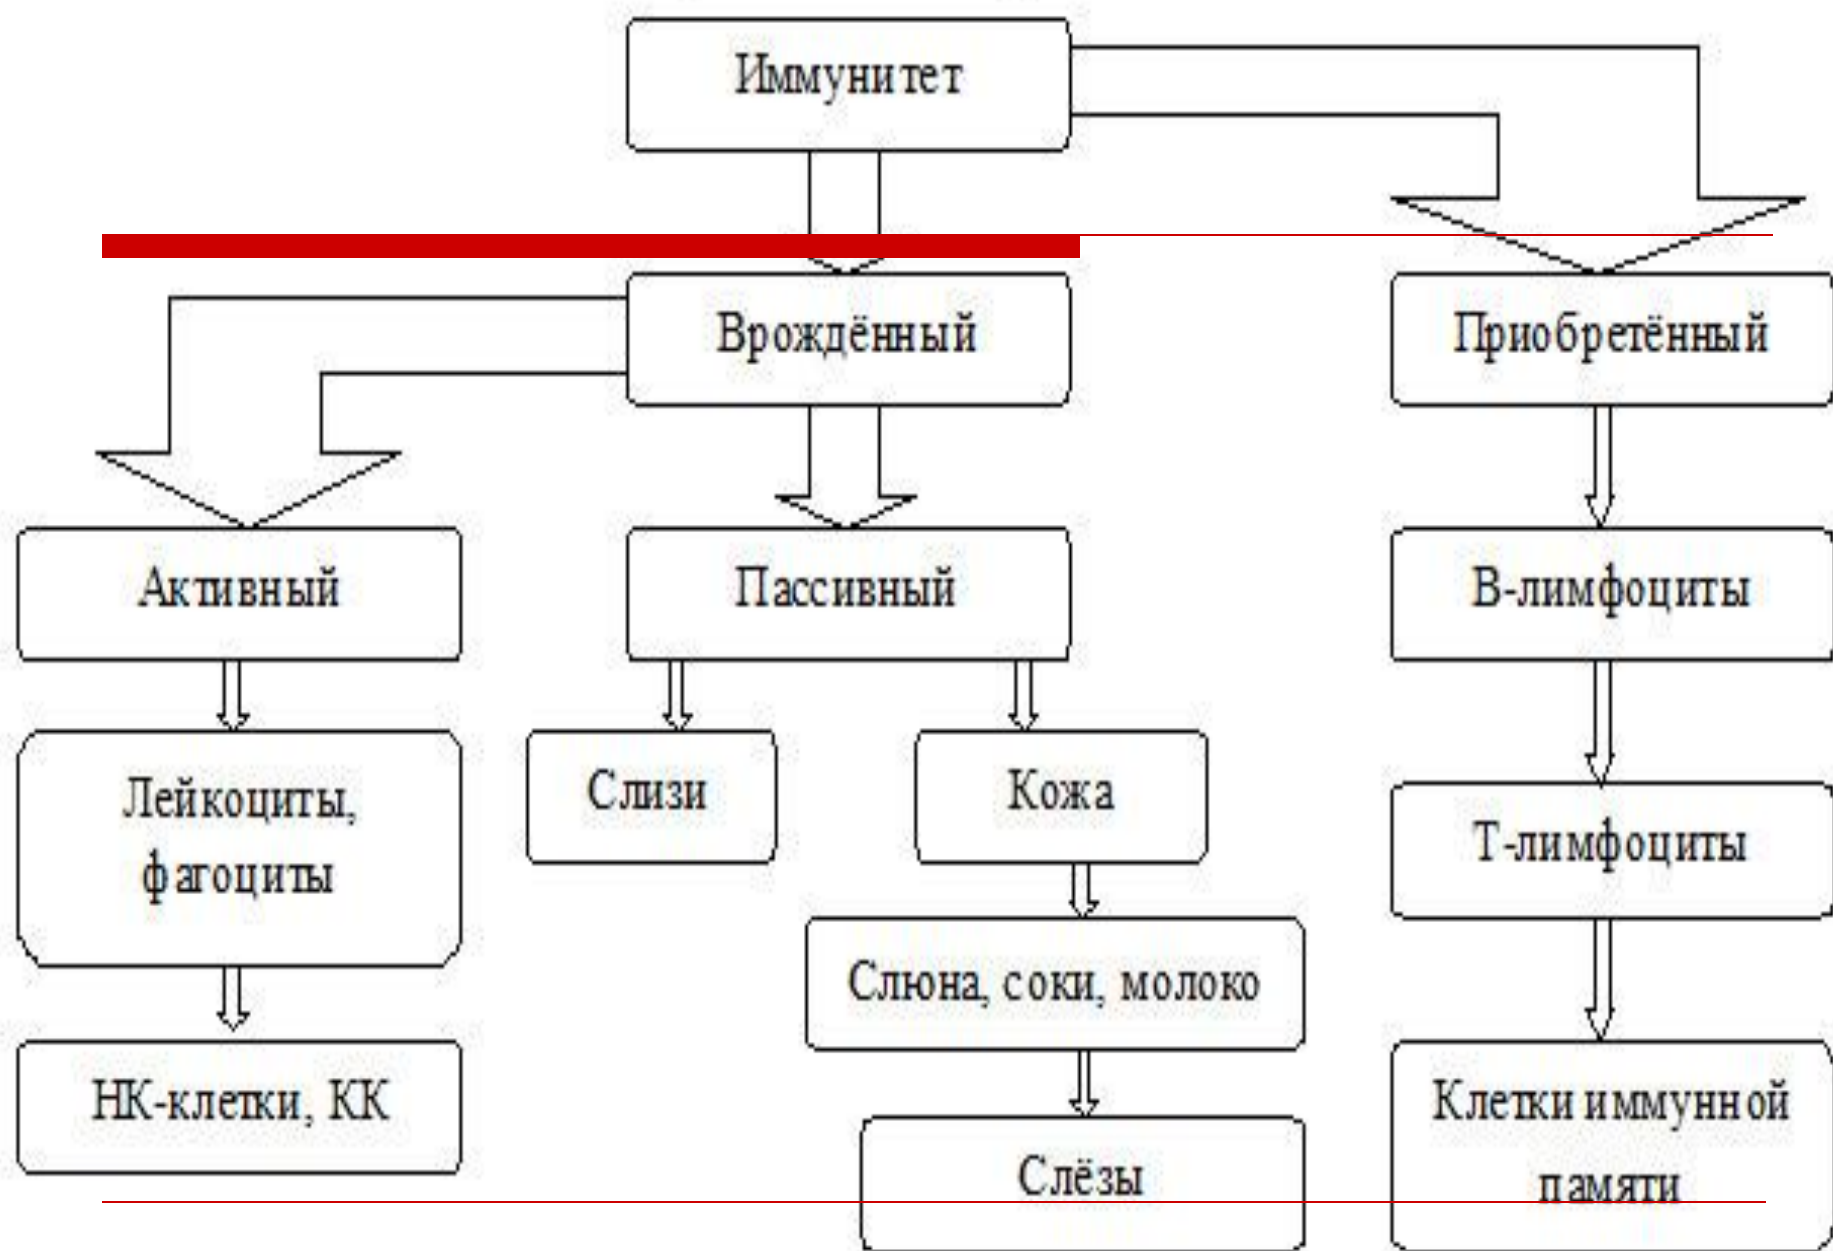 Иммунитет
Врождённый
Приобретённый
Активный
Пассивный
В-лимфоциты
Лейкоциты,
фагоциты
Слизи
Кожа
Т-лимфоциты
Слюна, соки, молоко
НК-клетки, КК
Слёзы
Клетки иммунной
памяти